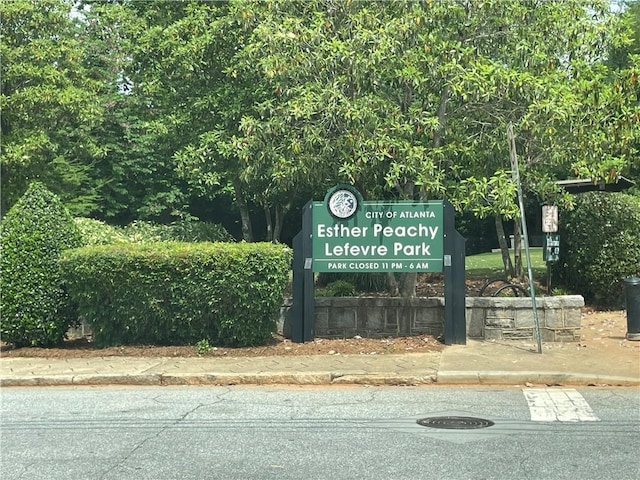 CITY OF ATLANTA
Esther Peachy
Lefevre Park
PARK CLOSED 11 PM - 6 AM